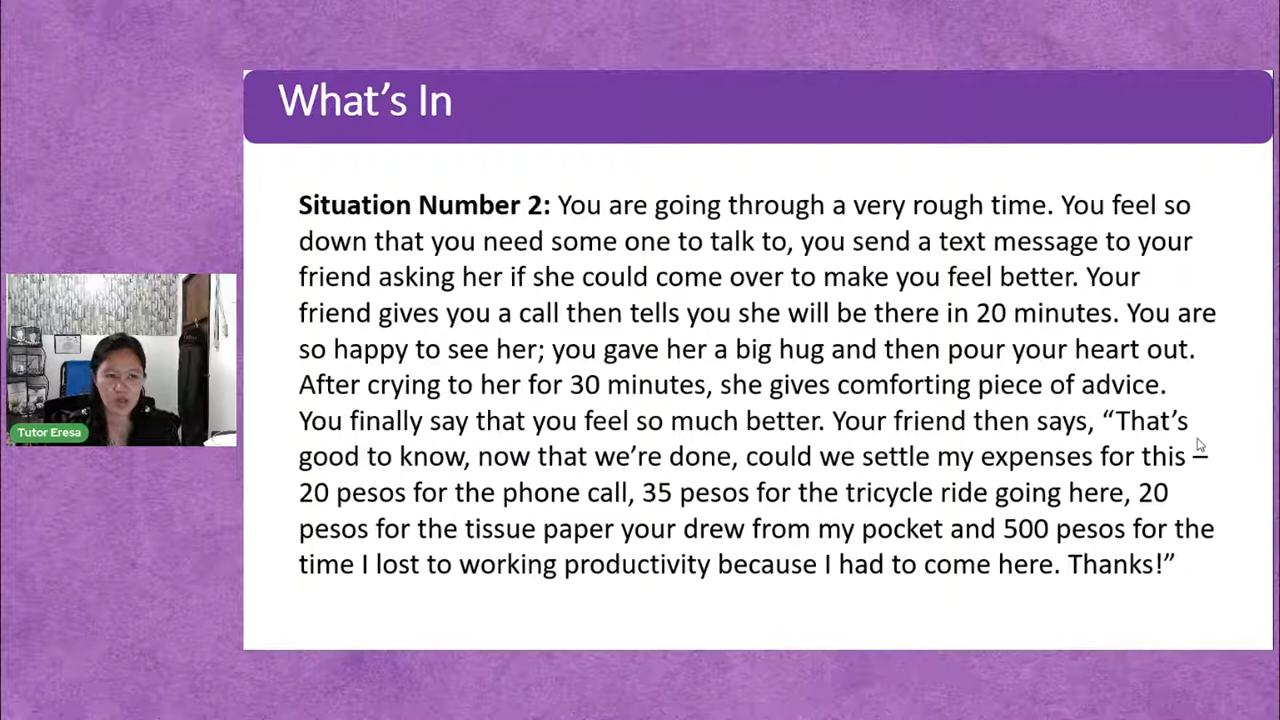 What's In
Situation Number 2: You are going through a very rough time. You feel so
down that you need some one to talk to, you send a text message to your
friend asking her if she could come over to make you feel better. Your
friend gives you a call then tells you she will be there in 20 minutes. You are
so happy to see her; you gave her a big hug and then pour your heart out.
After crying to her for 30 minutes, she gives comforting piece of advice.
You finally say that you feel so much better. Your friend then says, “That's
good to know, now that we're done, could we settle my expenses for this –
20 pesos for the phone call, 35 pesos for the tricycle ride going here, 20
pesos for the tissue paper your drew from my pocket and 500 pesos for the
time I lost to working productivity because I had to come here. Thanks!”
Tutor Eresa